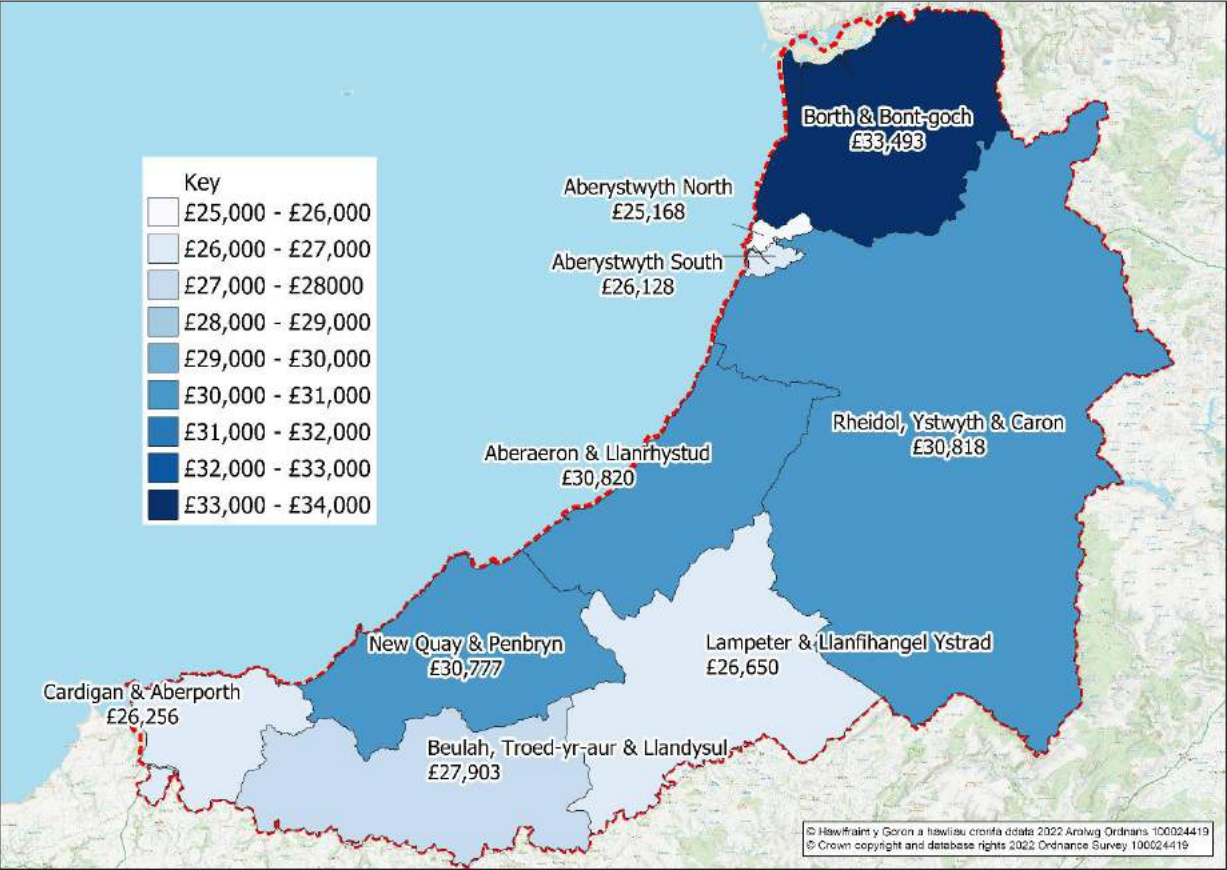 Borth & Bont-goch
£33,493
Aberystwyth North
£25,168
Aberystwyth South
£26,128
Key
£25,000 - £26,000
£26,000 - £27,000
£27,000 - £28000
£28,000 - £29,000
£29,000 - £30,000
£30,000 - £31,000
£31,000 - £32,000
£32,000 - £33,000
£33,000 - £34,000
Rheidol, Ystwyth & Caron
£30,818
Aberaeron & Llanrhystud
£30,820
New Quay & Penbryn
£30,777
Lampeter & Llanfihangel Ystrad
£26,650
Cardigan & Aberporth
£26,256
Beulah, Troed-yr-aur & Llandysul
£27,903
© Hawlfraint y Goron a hawliau cronfa ddata 2022 Arolwg Ordnans 100024419
© Crown copyright and database rights 2022 Ordnance Survey 100024419